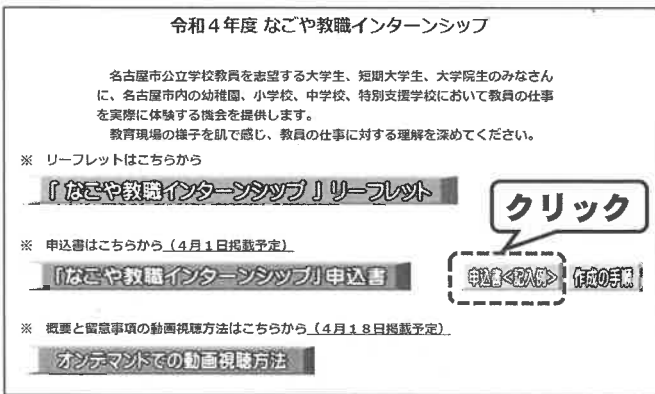 令和４年度 なごや教職インターンシップ
名古屋市公立学校教員を志望する大学生、短期大学生、大学院生のみなさん
に、名古屋市内の幼稚園、小学校、中学校、特別支援学校において教員の仕事
を実際に体験する機会を提供します。
教育現場の様子を肌で感じ、教員の仕事に対する理解を深めてください。
※ リーフレットはこちらから
「なごや教職インターンシップ」リーフレット
クリック
※ 申込書はこちらから（４月１日掲載予定）
「なごや教職インターンシップ」申込書 申込書<記入例> 作成の手順
※ 概要と留意事項の動画視聴方法はこちらから（４月１８日掲載予定）
オンデマンドでの動画視聴方法